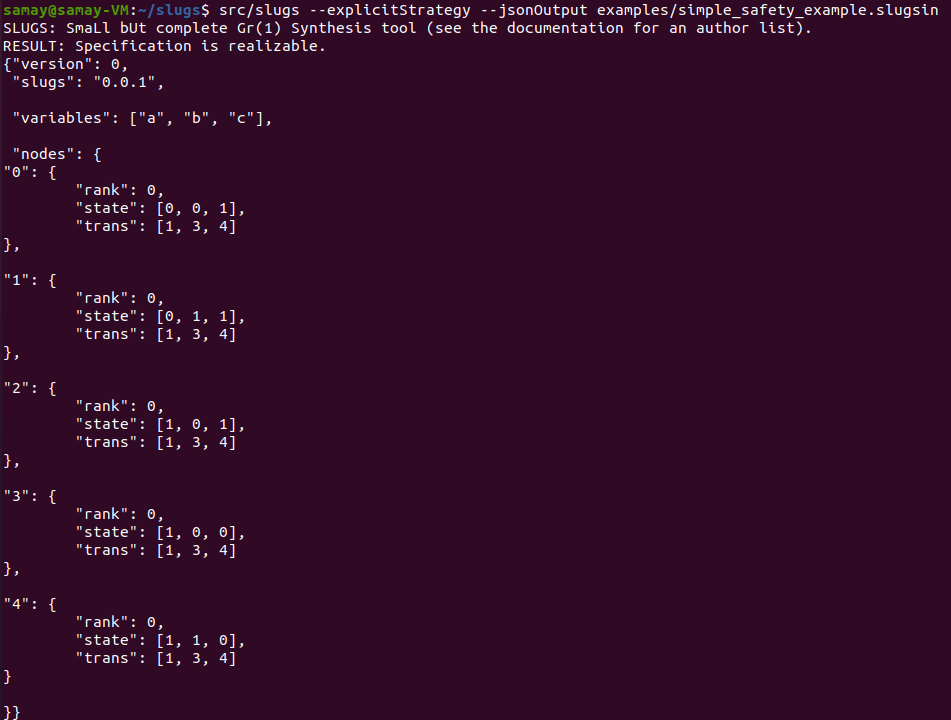 samay@samay-VM:~/slugs$ src/slugs --explicitStrategy --jsonOutput examples/simple_safety_example.slugsin
SLUGS: SmaLl bUt complete Gr(1) Synthesis tool (see the documentation for an author list).
RESULT: Specification is realizable.
{"version": 0,
 "slugs": "0.0.1",

 "variables": ["a", "b", "c"],

 "nodes": {
"0": {
        "rank": 0,
        "state": [0, 0, 1],
        "trans": [1, 3, 4]
},

"1": {
        "rank": 0,
        "state": [0, 1, 1],
        "trans": [1, 3, 4]
},

"2": {
        "rank": 0,
        "state": [1, 0, 1],
        "trans": [1, 3, 4]
},

"3": {
        "rank": 0,
        "state": [1, 0, 0],
        "trans": [1, 3, 4]
},

"4": {
        "rank": 0,
        "state": [1, 1, 0],
        "trans": [1, 3, 4]
}

}}